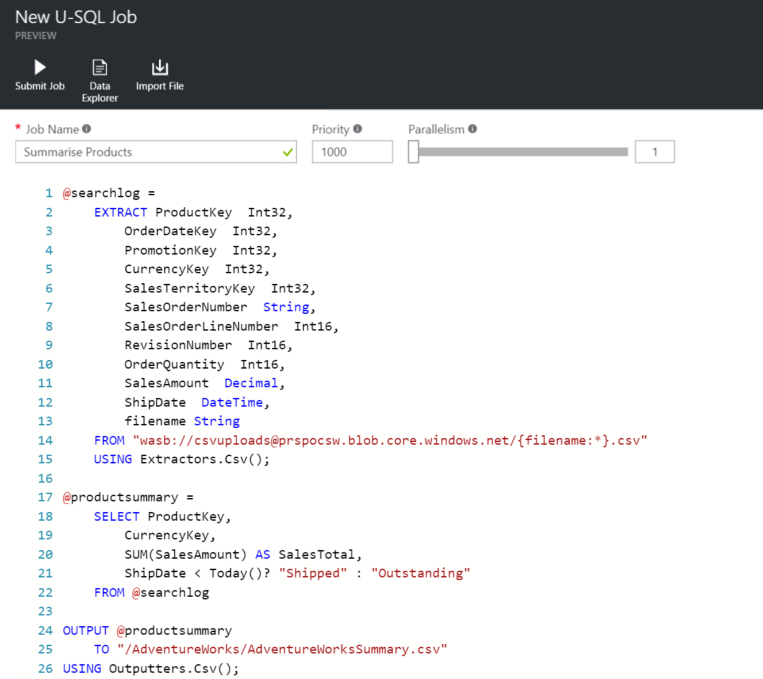 New U-SQL Job
PREVIEW
Submit Job
Data Explorer
Import File
* Job Name
Priority
Parallelism
Summarise Products
1000
1
1 @searchlog =
2 EXTRACT ProductKey Int32,
3 OrderDateKey Int32,
4 PromotionKey Int32,
5 CurrencyKey Int32,
6 SalesTerritoryKey Int32,
7 SalesOrderNumber String,
8 SalesOrderLineNumber Int16,
9 RevisionNumber Int16,
10 OrderQuantity Int16,
11 SalesAmount Decimal,
12 ShipDate DateTime,
13 filename String
14 FROM "wasb://csvuploads@prspocsw.blob.core.windows.net/{filename:*}.csv"
15 USING Extractors.Csv();
16
17 @productsummary =
18 SELECT ProductKey,
19 CurrencyKey,
20 SUM(SalesAmount) AS SalesTotal,
21 ShipDate < Today()? "Shipped" : "Outstanding"
22 FROM @searchlog
23
24 OUTPUT @productsummary
25 TO "/AdventureWorks/AdventureWorksSummary.csv"
26 USING Outputters.Csv();